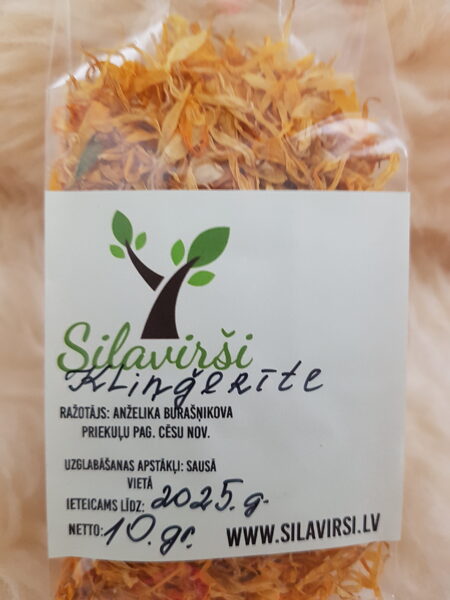 Silavirši
Klinģerīte
RAŽOTĀJS: ANŽELIKA BURAŠŅIKOVA
PRIEKUĻU PAG. CĒSU NOV.
UZGLABĀŠANAS APSTĀKĻI: SAUSĀ
VIETĀ
IETEICAMS LĪDZ: 2025.g.
NETTO: 10.gr.
WWW.SILAVIRSI.LV